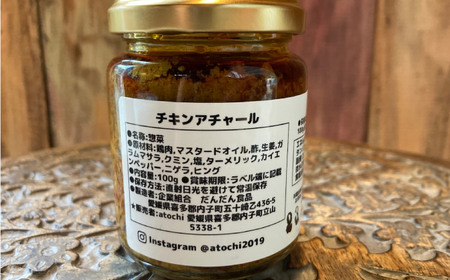 チキンアチャール
●名称:惣菜
●原材料:鶏肉,マスタードオイル,酢,生姜,ガ
ラムマサラ,クミン,塩,ターメリック,カイエ
ンペッパー,ニゲラ,ヒング
●内容量:100g ●賞味期限:ラベル端に記載
●保存方法:直射日光を避けて常温保存
●製造者:企業組合 だんだん食品
愛媛県喜多郡内子町五十崎乙436-5
★販売者:atochi 愛媛県喜多郡内子町立山
5338-1
Instagram @atochi2019